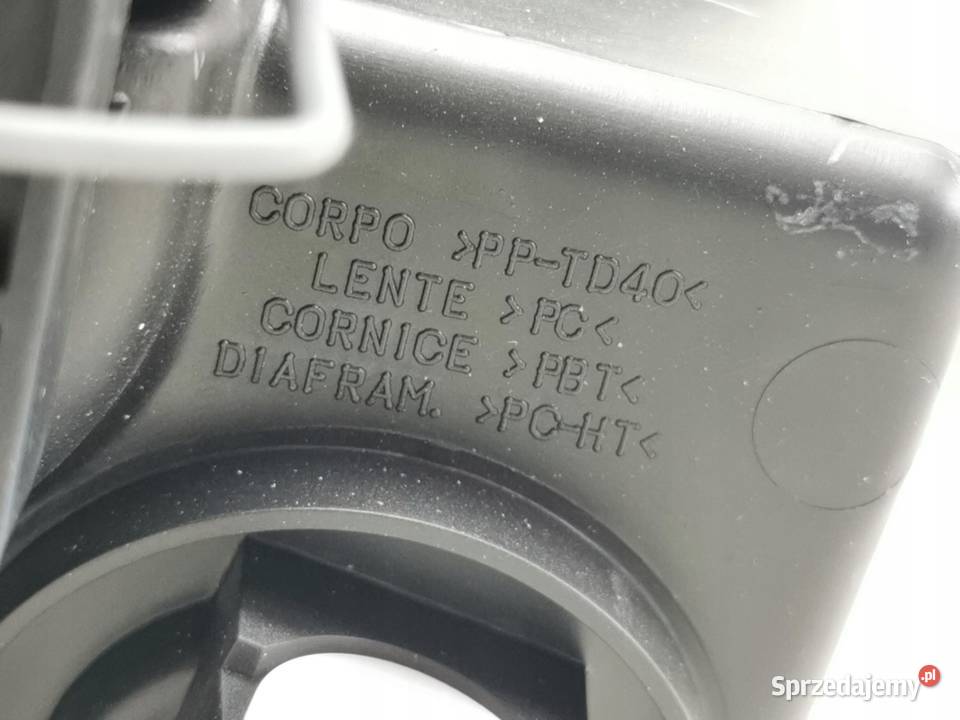 CORPO >PP-TD40<
LENTE >PC<
CORNICE >PBT<
DIAFRAM. >PC-HT<
Sprzedajemy.pl